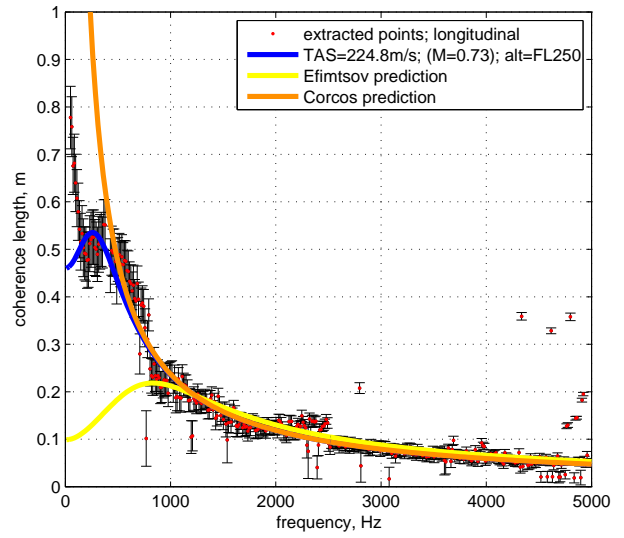 extracted points; longitudinal
TAS=224.8m/s; (M=0.73); alt=FL250
Efimtsov prediction
Corcos prediction
coherence length, m
1
0.9
0.8
0.7
0.6
0.5
0.4
0.3
0.2
0.1
0
0 1000 2000 3000 4000 5000
frequency, Hz